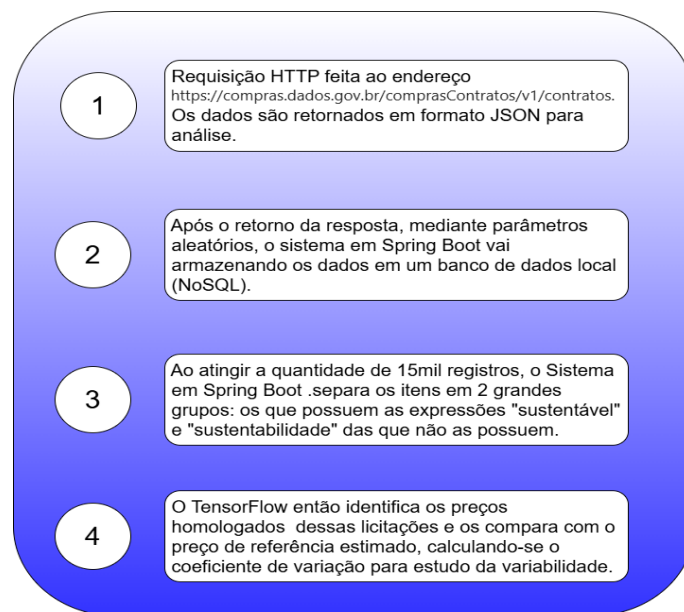 1
Requisição HTTP feita ao endereço
https://compras.dados.gov.br/comprasContratos/v1/contratos.
Os dados são retornados em formato JSON para
análise.
2
Após o retorno da resposta, mediante parâmetros
aleatórios, o sistema em Spring Boot vai
armazenando os dados em um banco de dados local
(NoSQL).
3
Ao atingir a quantidade de 15mil registros, o Sistema
em Spring Boot .separa os itens em 2 grandes
grupos: os que possuem as expressões "sustentável"
e "sustentabilidade" das que não as possuem.
4
O TensorFlow então identifica os preços
homologados  dessas licitações e os compara com o
preço de referência estimado, calculando-se o
coeficiente de variação para estudo da variabilidade.